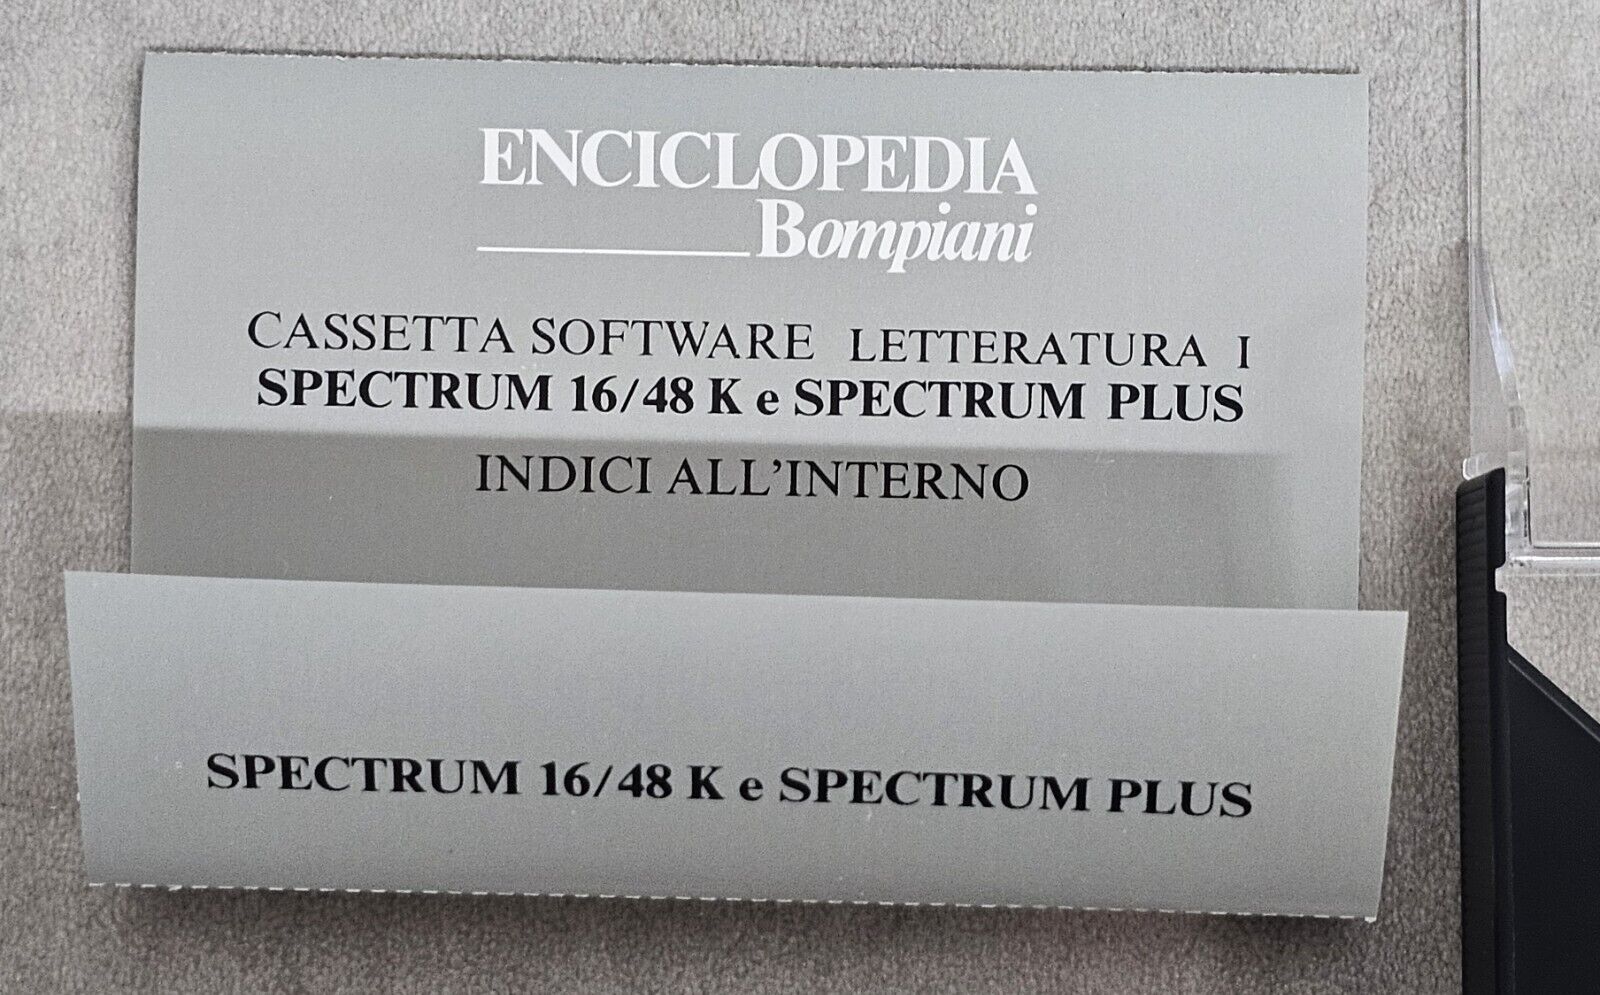 ENCICLOPEDIA
Bompiani
CASSETTA SOFTWARE LETTERATURA I
SPECTRUM 16/48 K e SPECTRUM PLUS
INDICI ALL’INTERNO
SPECTRUM 16/48 K e SPECTRUM PLUS